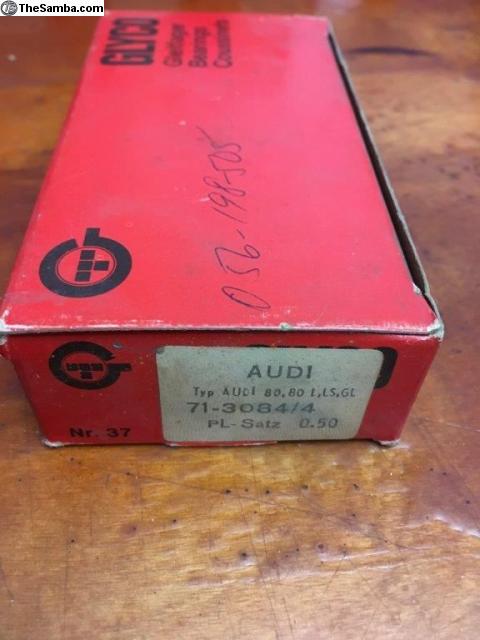 TheSamba.com
GLYCO
Gleitlager
Bearings
Coussinets
056-198-505
AUDI
Typ AUDI 80,80 L,LS,GL
71-3084/4
PL-Satz 0.50
Nr. 37